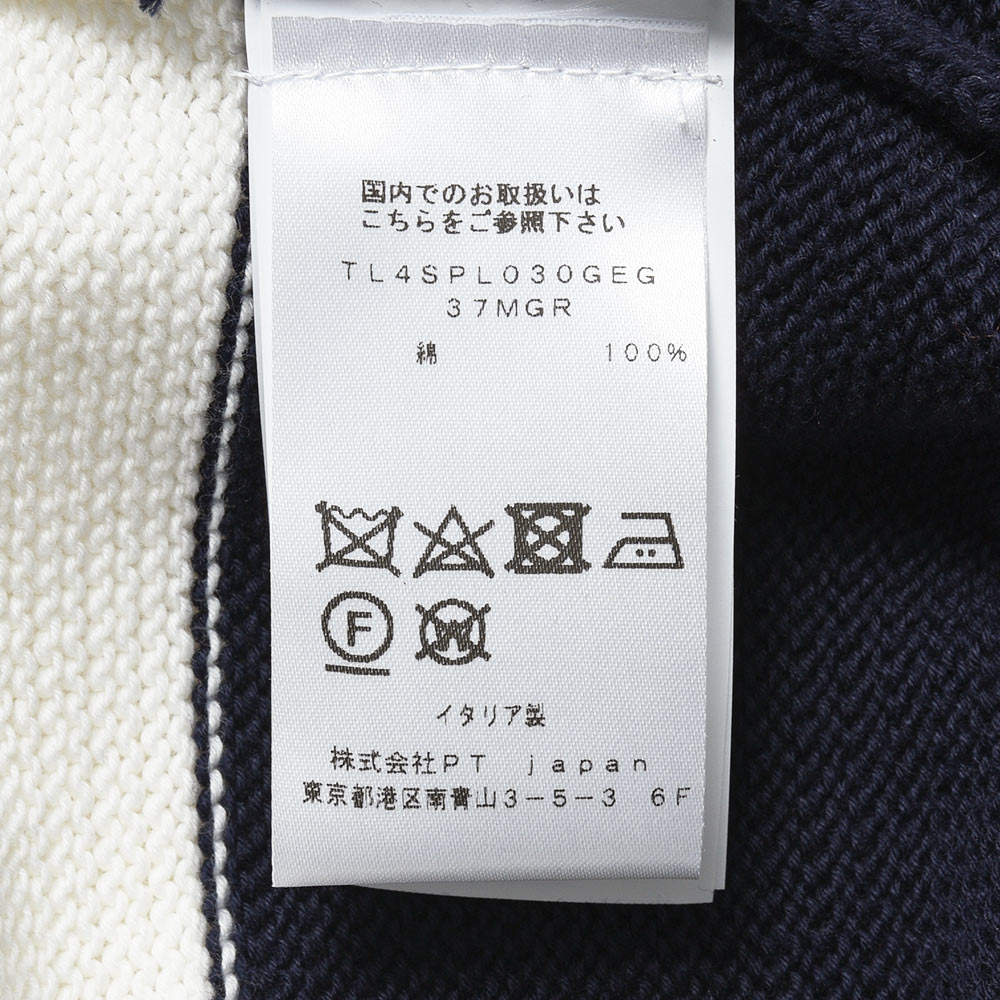 国内でのお取扱いは
こちらをご参照下さい
TL4SPL030GEG
37MGR
綿 100%
F
W
イタリア製
株式会社PT japan
東京都港区南青山3-5-3 6F